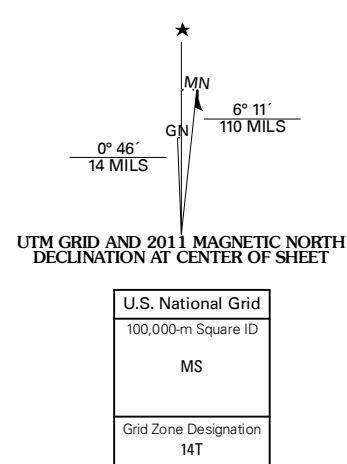 MN
6° 11´
110 MILS
GN
0° 46´
14 MILS
UTM GRID AND 2011 MAGNETIC NORTH
DECLINATION AT CENTER OF SHEET
U.S. National Grid
100,000-m Square ID
MS
Grid Zone Designation
14T